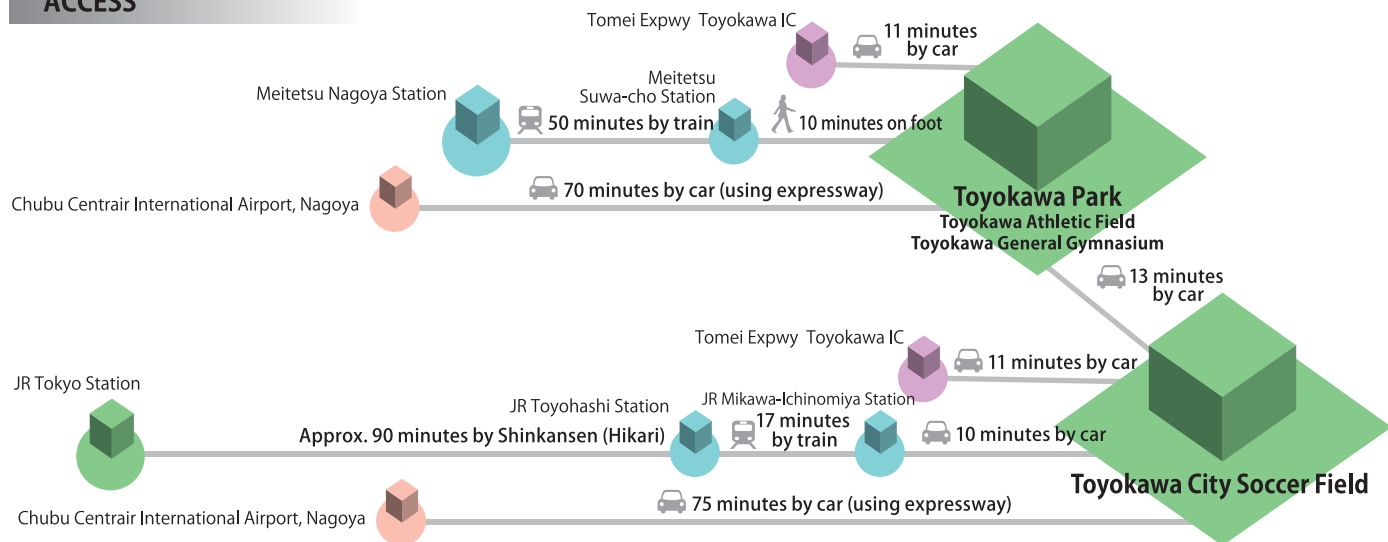 ACCESS
Tomei Expwy Toyokawa IC
11 minutes
by car
Meitetsu Nagoya Station
Meitetsu
Suwa-cho Station
50 minutes by train
10 minutes on foot
Chubu Centrair International Airport, Nagoya
70 minutes by car (using expressway)
Toyokawa Park
Toyokawa Athletic Field
Toyokawa General Gymnasium
13 minutes
by car
Tomei Expwy Toyokawa IC
11 minutes by car
JR Tokyo Station
JR Toyohashi Station
JR Mikawa-Ichinomiya Station
Approx. 90 minutes by Shinkansen (Hikari)
17 minutes
by train
10 minutes by car
Toyokawa City Soccer Field
Chubu Centrair International Airport, Nagoya
75 minutes by car (using expressway)